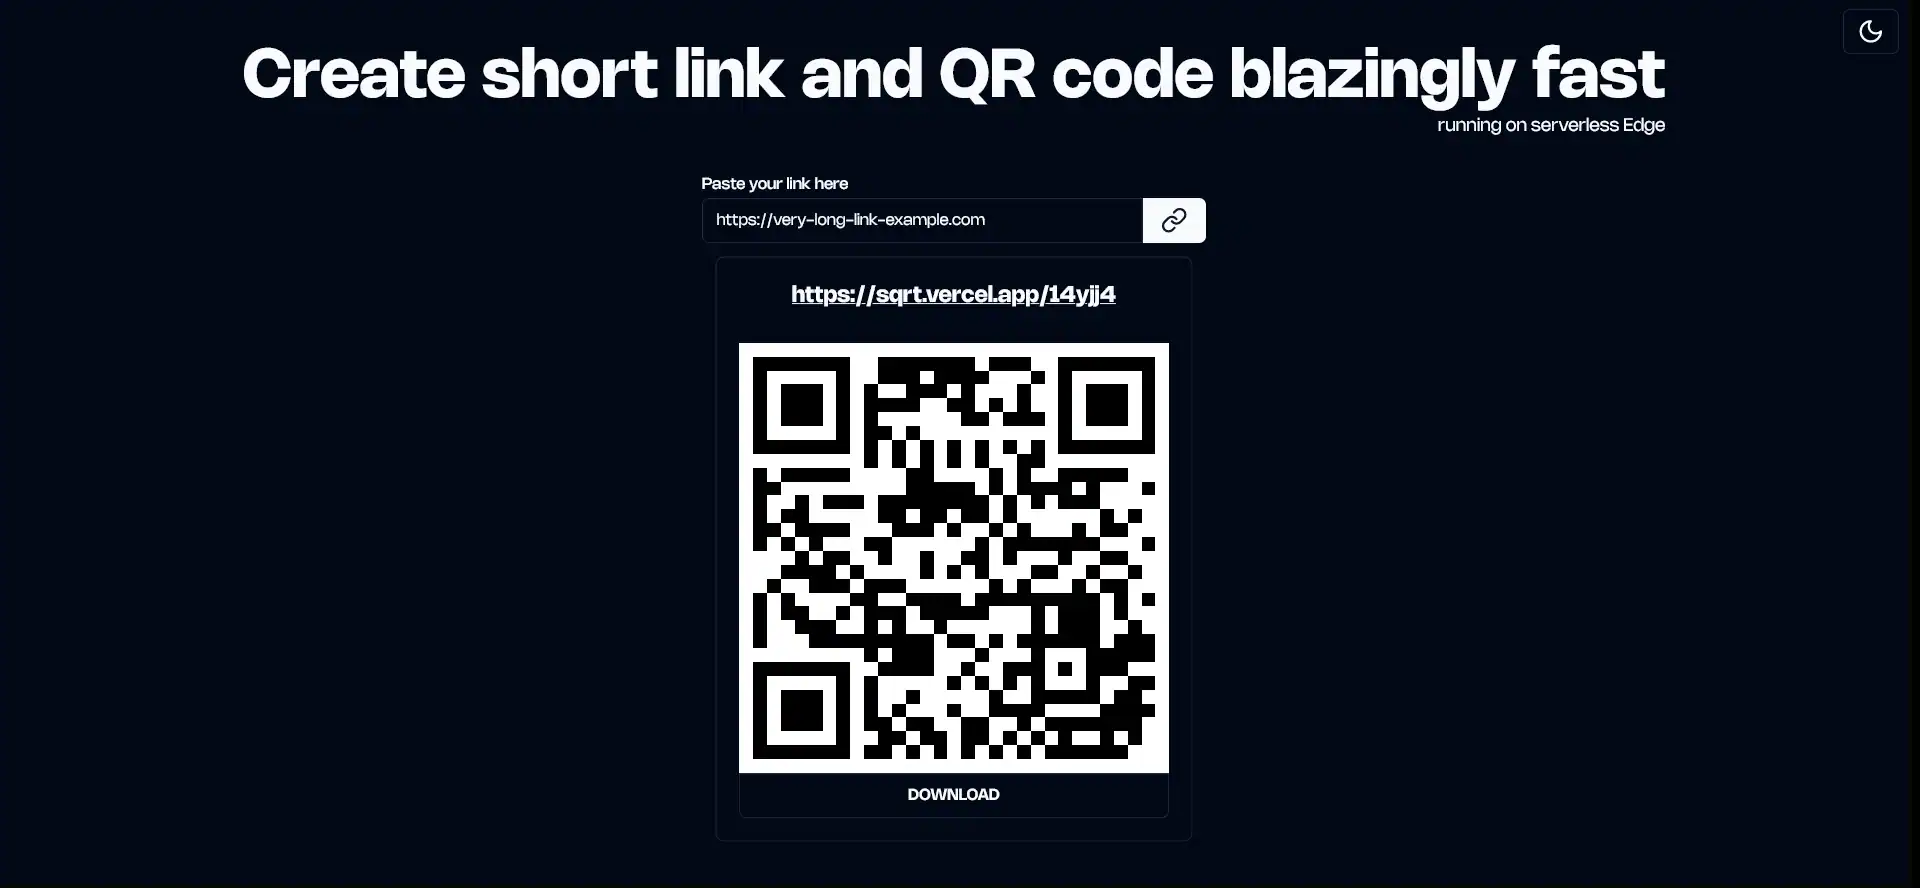 Create short link and QR code blazingly fast
running on serverless Edge
Paste your link here
https://very-long-link-example.com
https://sqrt.vercel.app/14yjj4
DOWNLOAD